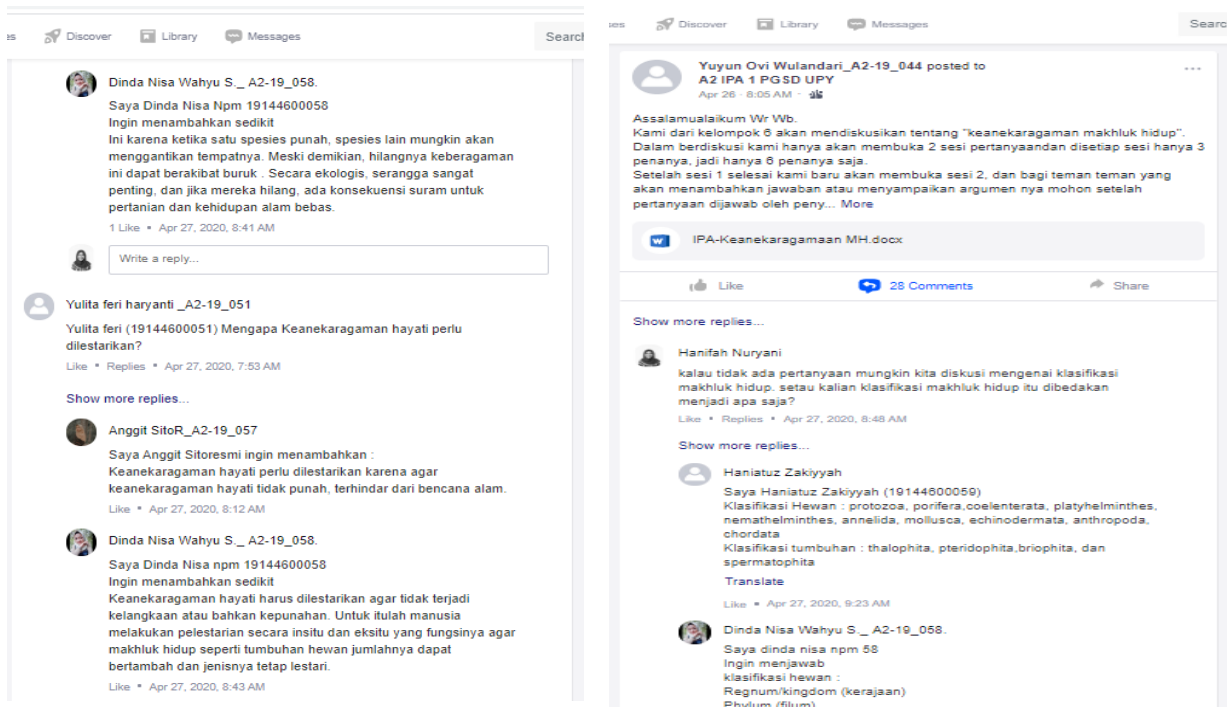 es Discover Library Messages Search
Dinda Nisa Wahyu S._ A2-19_058.
Saya Dinda Nisa Npm 19144600058
Ingin menambahkan sedikit
Ini karena ketika satu spesies punah, spesies lain mungkin akan
menggantikan tempatnya. Meski demikian, hilangnya keberagaman
ini dapat berakibat buruk . Secara ekologis, serangga sangat
penting, dan jika mereka hilang, ada konsekuensi suram untuk
pertanian dan kehidupan alam bebas.
1 Like • Apr 27, 2020, 8:41 AM
Write a reply...
Yulita feri haryanti _A2-19_051
Yulita feri (19144600051) Mengapa Keanekaragaman hayati perlu
dilestarikan?
Like • Replies • Apr 27, 2020, 7:53 AM
Show more replies...
Anggit SitoR_A2-19_057
Saya Anggit Sitoresmi ingin menambahkan :
Keanekaragaman hayati perlu dilestarikan karena agar
keanekaragaman hayati tidak punah, terhindar dari bencana alam.
Like • Apr 27, 2020, 8:12 AM
Dinda Nisa Wahyu S._ A2-19_058.
Saya Dinda Nisa npm 19144600058
Ingin menambahkan sedikit
Keanekaragaman hayati harus dilestarikan agar tidak terjadi
kelangkaan atau bahkan kepunahan. Untuk itulah manusia
melakukan pelestarian secara insitu dan eksitu yang fungsinya agar
makhluk hidup seperti tumbuhan hewan jumlahnya dapat
bertambah dan jenisnya tetap lestari.
Like • Apr 27, 2020, 8:43 AM
ses Discover Library Messages Searc
Yuyun Ovi Wulandari_A2-19_044 posted to
A2 IPA 1 PGSD UPY
Apr 26 · 8:05 AM ·
Assalamualaikum Wr Wb.
Kami dari kelompok 6 akan mendiskusikan tentang "keanekaragaman makhluk hidup".
Dalam berdiskusi kami hanya akan membuka 2 sesi pertanyaandan disetiap sesi hanya 3
penanya, jadi hanya 6 penanya saja.
Setelah sesi 1 selesai kami baru akan membuka sesi 2, dan bagi teman teman yang
akan menambahkan jawaban atau menyampaikan argumen nya mohon setelah
pertanyaan dijawab oleh peny... More
IPA-Keanekaragamaan MH.docx
Like 28 Comments Share
Show more replies...
Hanifah Nuryani
kalau tidak ada pertanyaan mungkin kita diskusi mengenai klasifikasi
makhluk hidup. setau kalian klasifikasi makhluk hidup itu dibedakan
menjadi apa saja?
Like • Replies • Apr 27, 2020, 8:48 AM
Show more replies...
Haniatuz Zakiyyah
Saya Haniatuz Zakiyyah (19144600059)
Klasifikasi Hewan : protozoa, porifera,coelenterata, platyhelminthes,
nemathelminthes, annelida, mollusca, echinodermata, anthropoda,
chordata
Klasifikasi tumbuhan : thalophita, pteridophita,briophita, dan
spermatophita
Translate
Like • Apr 27, 2020, 9:23 AM
Dinda Nisa Wahyu S._ A2-19_058.
Saya dinda nisa npm 58
Ingin menjawab
klasifikasi hewan :
Regnum/kingdom (kerajaan)
Phylum (filum)